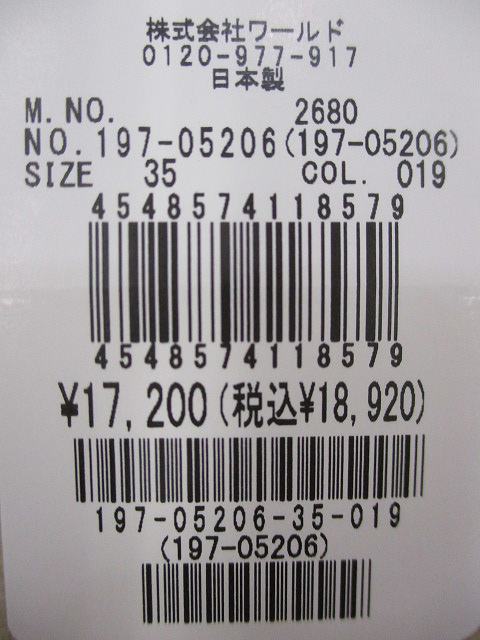 株式会社ワールド
0120-977-917
日本製
M.NO. 2680
NO.197-05206(197-05206)
SIZE 35 COL. 019
4548574118579
4548574118579
¥17,200(税込¥18,920)
197-05206-35-019
(197-05206)